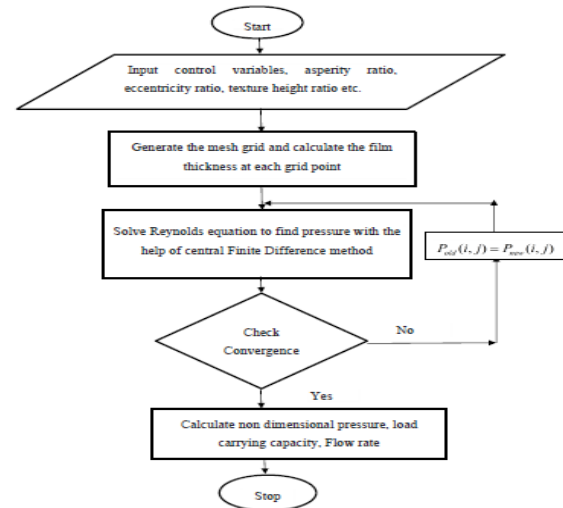 Start
Input control variables, asperity ratio,
eccentricity ratio, texture height ratio etc.
Generate the mesh grid and calculate the film
thickness at each grid point
Solve Reynolds equation to find pressure with the
help of central Finite Difference method
P_old(i, j) = P_new(i, j)
Check
Convergence
No
Yes
Calculate non dimensional pressure, load
carrying capacity, Flow rate
Stop